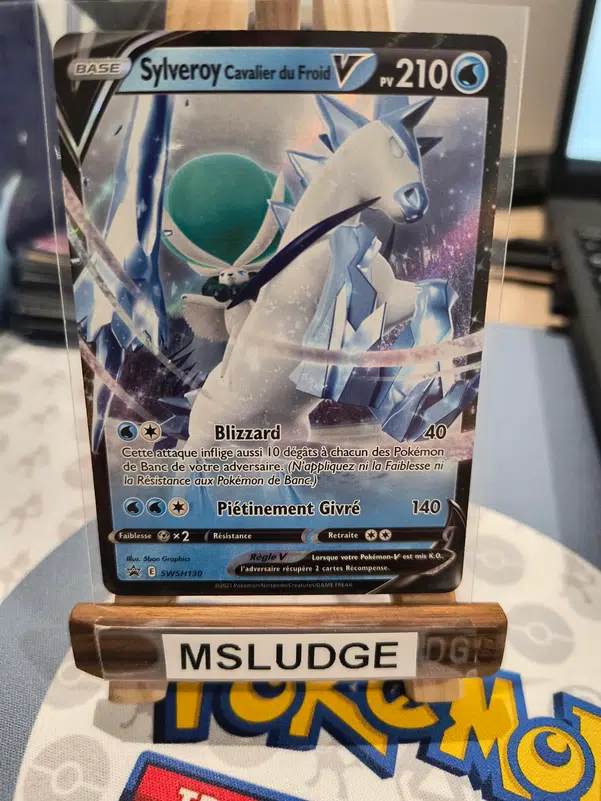 BASE
Sylveroy Cavalier du Froid V
PV 210
Blizzard 40
Cette attaque inflige aussi 10 dégâts à chacun des Pokémon
de Banc de votre adversaire. (N'appliquez ni la Faiblesse ni
la Résistance aux Pokémon de Banc.)
Piétinement Givré 140
Faiblesse ×2 Résistance Retraite
Illus. 5ban Graphics
Règle V Lorsque votre Pokémon-V est mis K.O.,
l'adversaire récupère 2 cartes Récompense.
E SWSH130
©2021 Pokémon/Nintendo/Creatures/GAME FREAK
MSLUDGE
DGE
POKÉMON